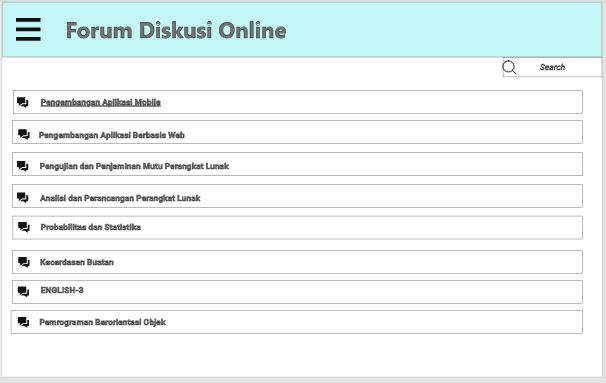 Forum Diskusi Online
Search
Pengembangan Aplikasi Mobile
Pengembangan Aplikasi Berbasis Web
Pengujian dan Penjaminan Mutu Perangkat Lunak
Analisi dan Perancangan Perangkat Lunak
Probabilitas dan Statistika
Kecerdasan Buatan
ENGLISH-3
Pemrograman Berorientasi Objek